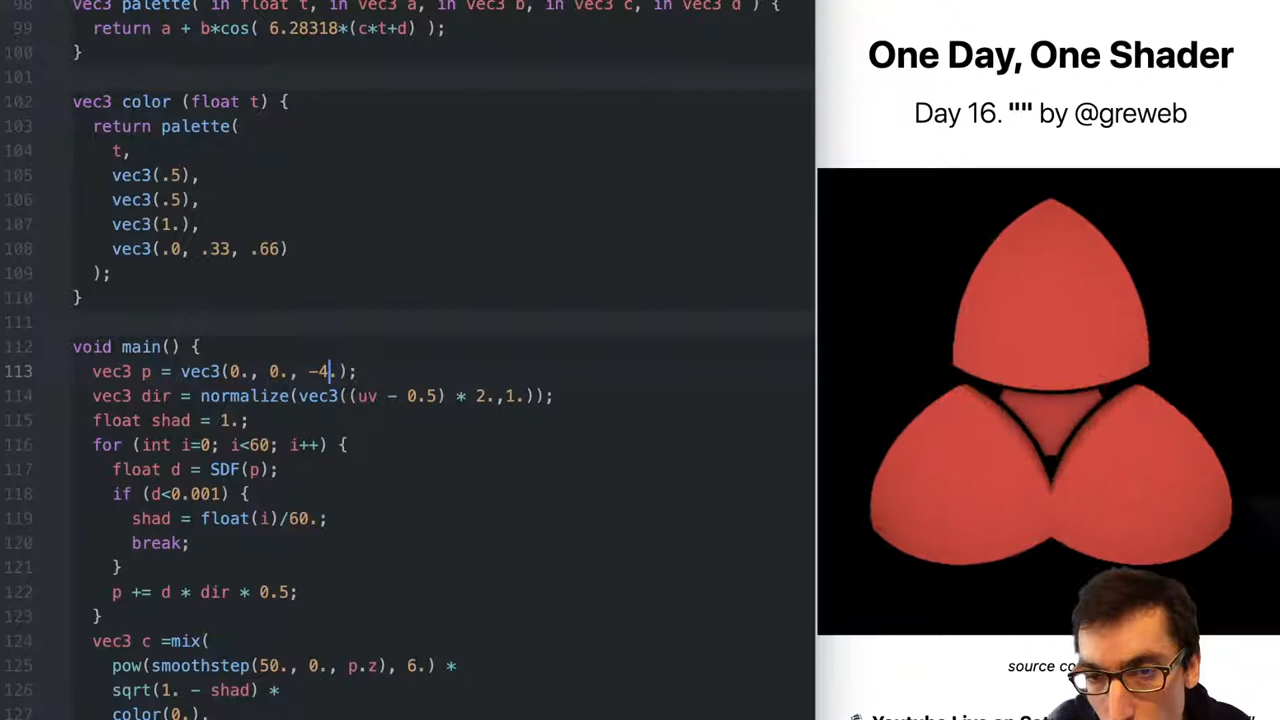 98 vec3 palette( in float t, in vec3 a, in vec3 b, in vec3 c, in vec3 d ) {
99 return a + b*cos( 6.28318*(c*t+d) );
100 }
101
102 vec3 color (float t) {
103 return palette(
104 t,
105 vec3(.5),
106 vec3(.5),
107 vec3(1.),
108 vec3(.0, .33, .66)
109 );
110 }
111
112 void main() {
113 vec3 p = vec3(0., 0., -4.);
114 vec3 dir = normalize(vec3((uv - 0.5) * 2.,1.));
115 float shad = 1.;
116 for (int i=0; i<60; i++) {
117 float d = SDF(p);
118 if (d<0.001) {
119 shad = float(i)/60.;
120 break;
121 }
122 p += d * dir * 0.5;
123 }
124 vec3 c =mix(
125 pow(smoothstep(50., 0., p.z), 6.) *
126 sqrt(1. - shad) *
127 color(0.),
One Day, One Shader
Day 16. "" by @greweb
source
Youtube Live on